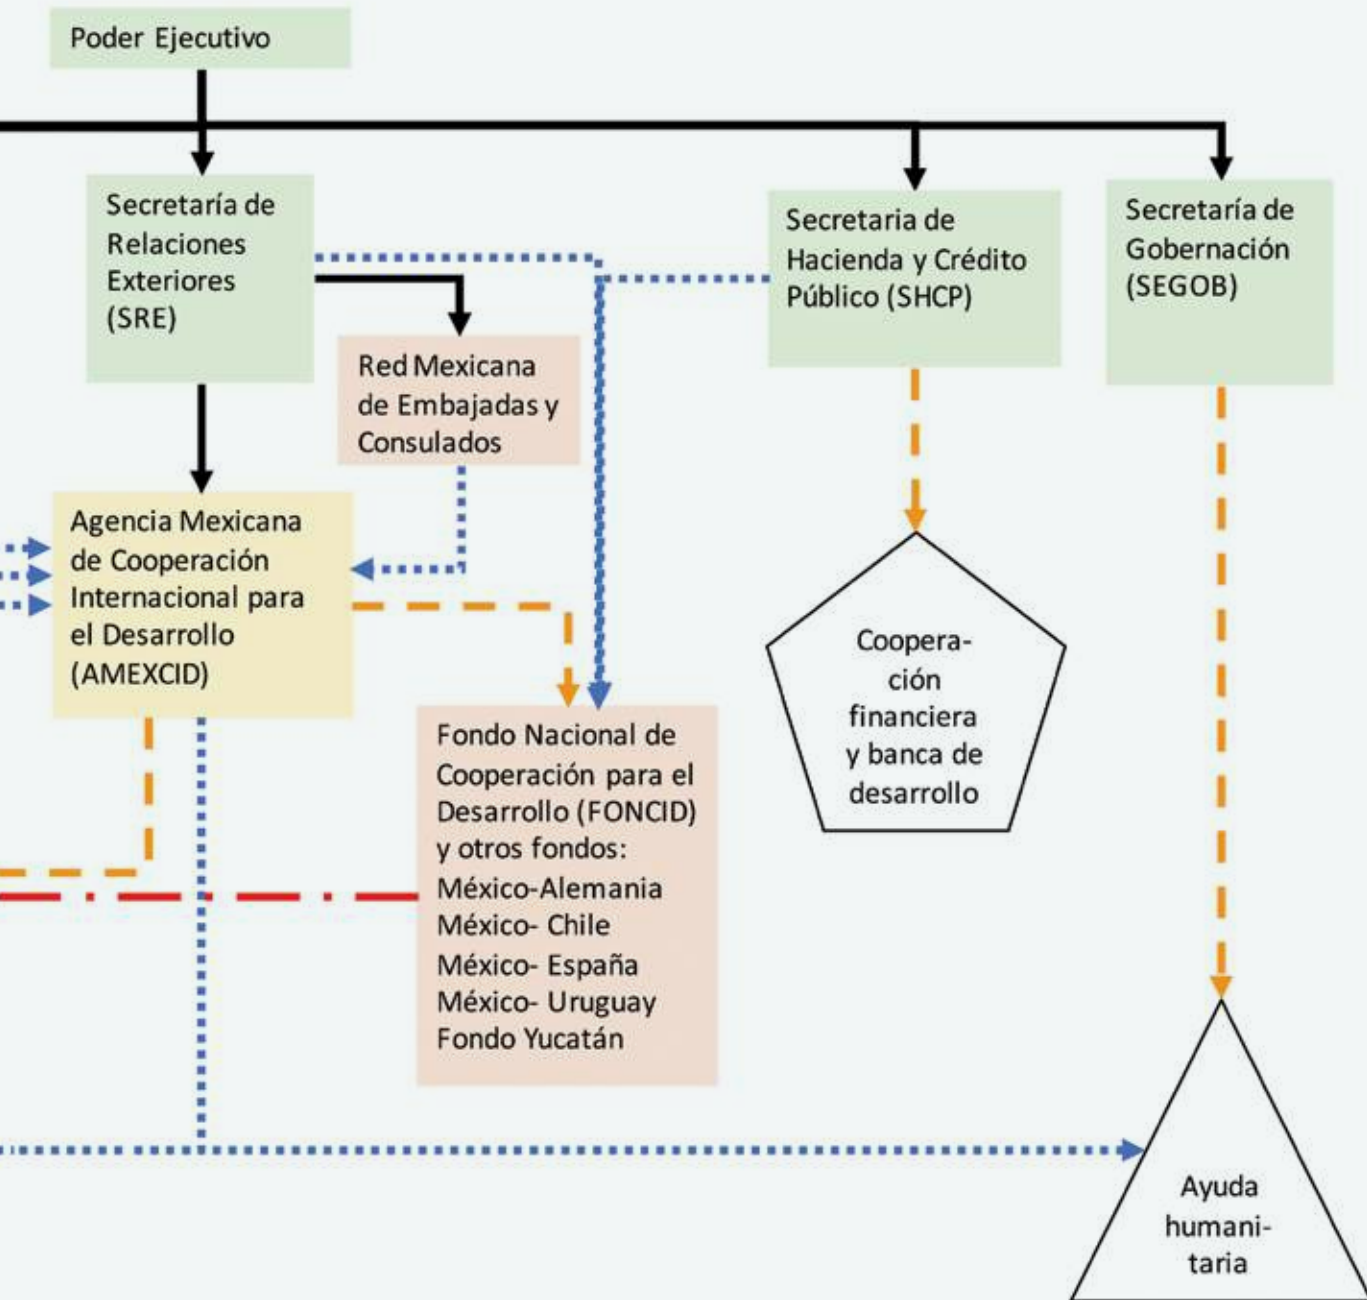 Poder Ejecutivo
Secretaría de
Relaciones
Exteriores
(SRE)
Secretaria de
Hacienda y Crédito
Público (SHCP)
Secretaría de
Gobernación
(SEGOB)
Red Mexicana
de Embajadas y
Consulados
Agencia Mexicana
de Cooperación
Internacional para
el Desarrollo
(AMEXCID)
Coopera-
ción
financiera
y banca de
desarrollo
Fondo Nacional de
Cooperación para el
Desarrollo (FONCID)
y otros fondos:
México-Alemania
México- Chile
México- España
México- Uruguay
Fondo Yucatán
Ayuda
humani-
taria